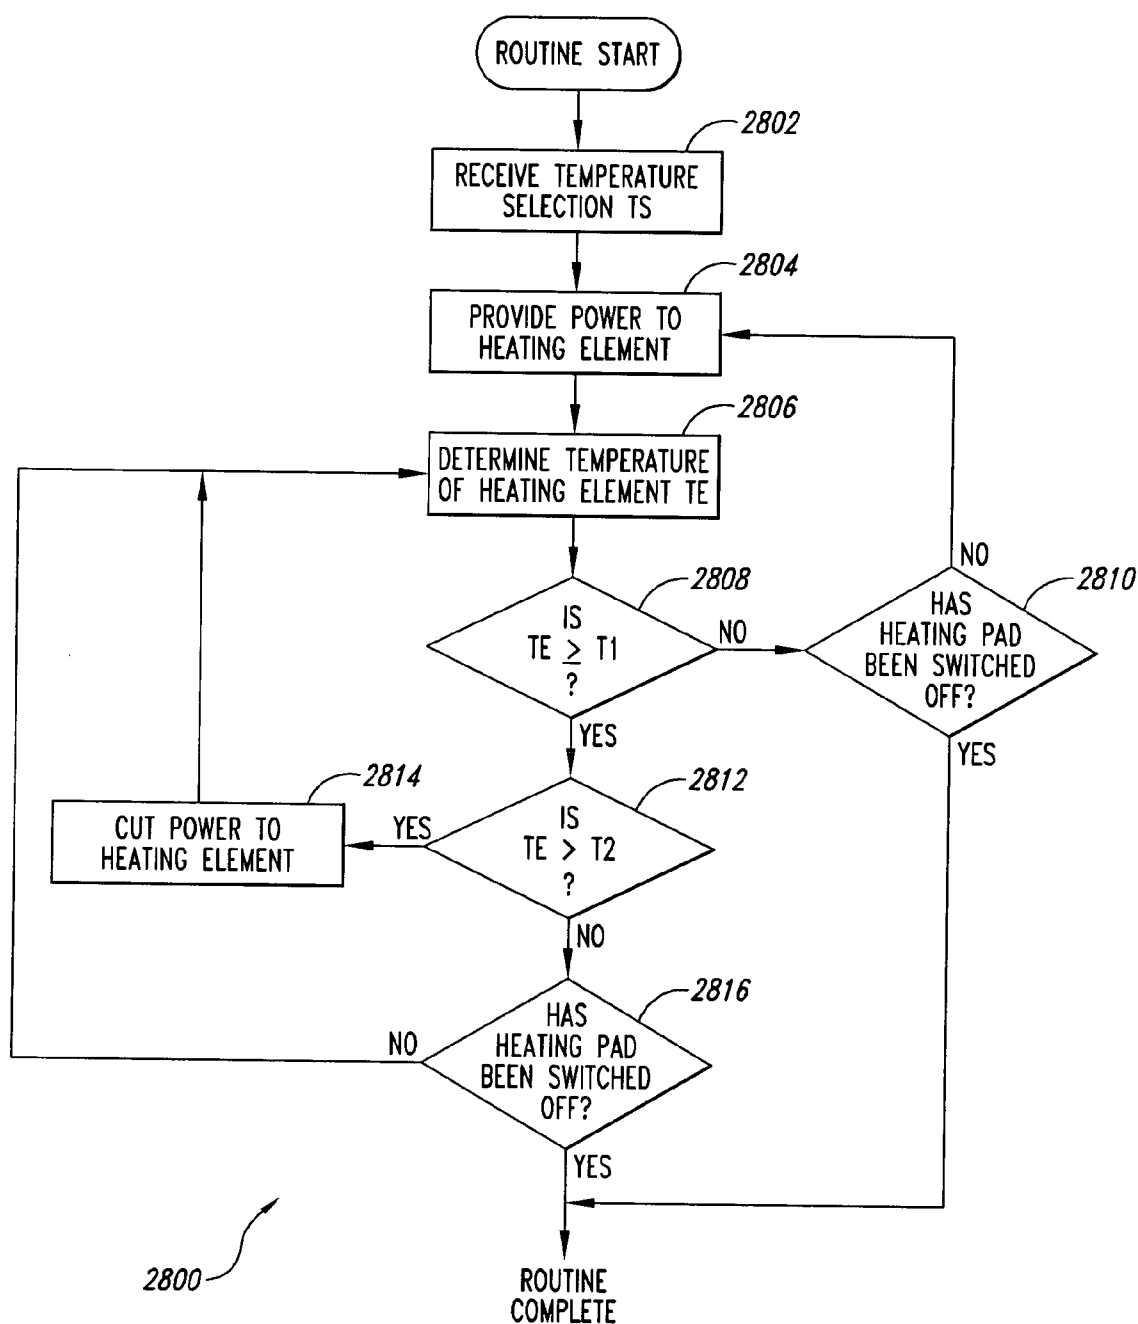 ROUTINE START
2802
RECEIVE TEMPERATURE
SELECTION TS
2804
PROVIDE POWER TO
HEATING ELEMENT
2806
DETERMINE TEMPERATURE
OF HEATING ELEMENT TE
2808
IS
TE ≥ T1
?
NO
YES
2810
HAS
HEATING PAD
BEEN SWITCHED
OFF?
NO
YES
2812
IS
TE > T2
?
YES
NO
2814
CUT POWER TO
HEATING ELEMENT
2816
HAS
HEATING PAD
BEEN SWITCHED
OFF?
NO
YES
2800
ROUTINE
COMPLETE